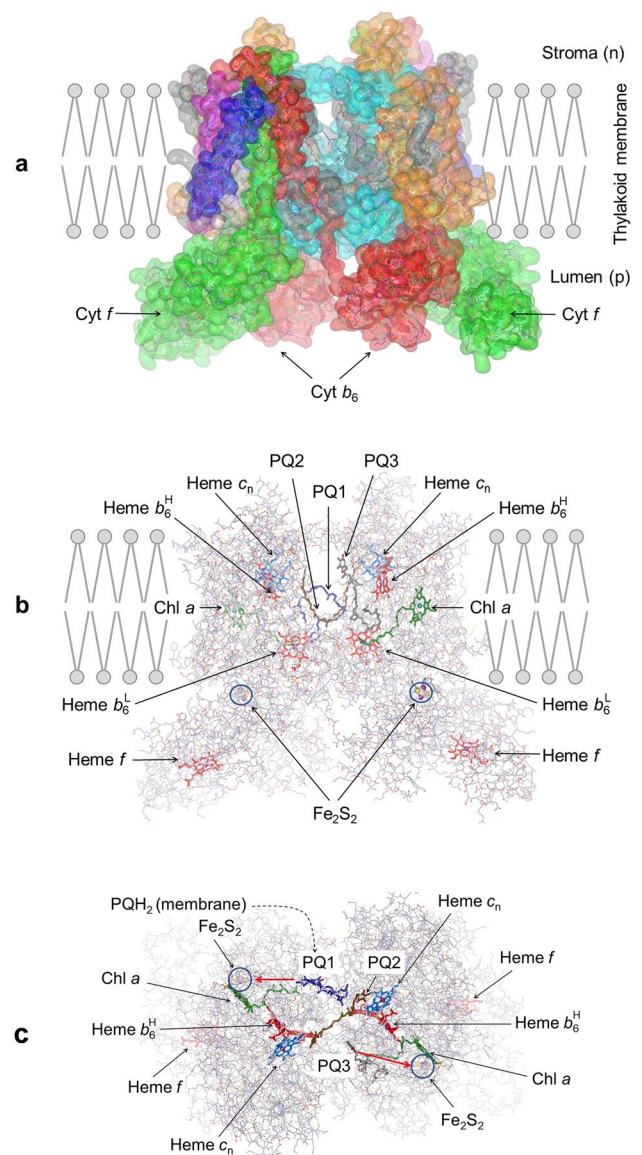 Stroma (n)
Thylakoid membrane
a
Lumen (p)
Cyt f
Cyt f
Cyt b6
PQ2
PQ3
Heme cn
Heme cn
PQ1
Heme b6H
Heme b6H
b
Chl a
Chl a
Heme b6L
Heme b6L
Heme f
Heme f
Fe2S2
PQH2 (membrane)
Heme cn
Fe2S2
PQ1
PQ2
Heme f
Chl a
c
Heme b6H
Heme b6H
Heme f
PQ3
Chl a
Fe2S2
Heme cn